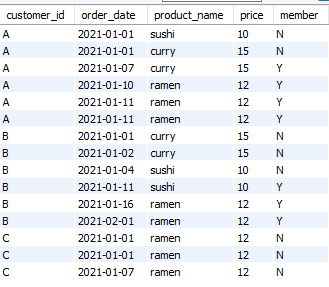 customer_id order_date product_name price member
A 2021-01-01 sushi 10 N
A 2021-01-01 curry 15 N
A 2021-01-07 curry 15 Y
A 2021-01-10 ramen 12 Y
A 2021-01-11 ramen 12 Y
A 2021-01-11 ramen 12 Y
B 2021-01-01 curry 15 N
B 2021-01-02 curry 15 N
B 2021-01-04 sushi 10 N
B 2021-01-11 sushi 10 Y
B 2021-01-16 ramen 12 Y
B 2021-02-01 ramen 12 Y
C 2021-01-01 ramen 12 N
C 2021-01-01 ramen 12 N
C 2021-01-07 ramen 12 N